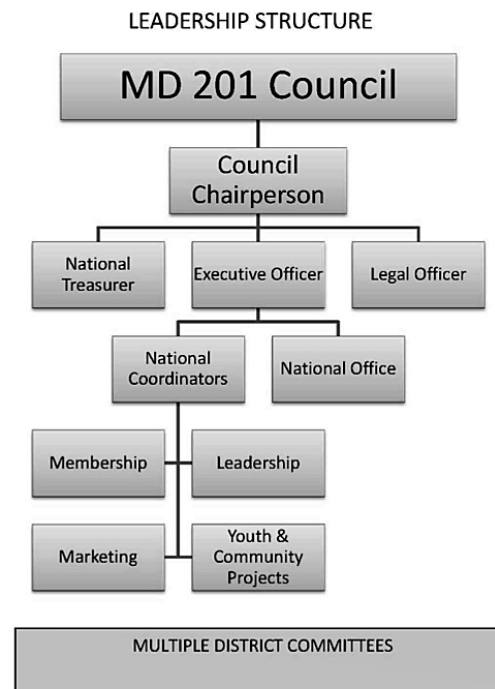 LEADERSHIP STRUCTURE
MD 201 Council
Council
Chairperson
National
Treasurer
Executive Officer
Legal Officer
National
Coordinators
National Office
Membership
Leadership
Marketing
Youth &
Community
Projects
MULTIPLE DISTRICT COMMITTEES